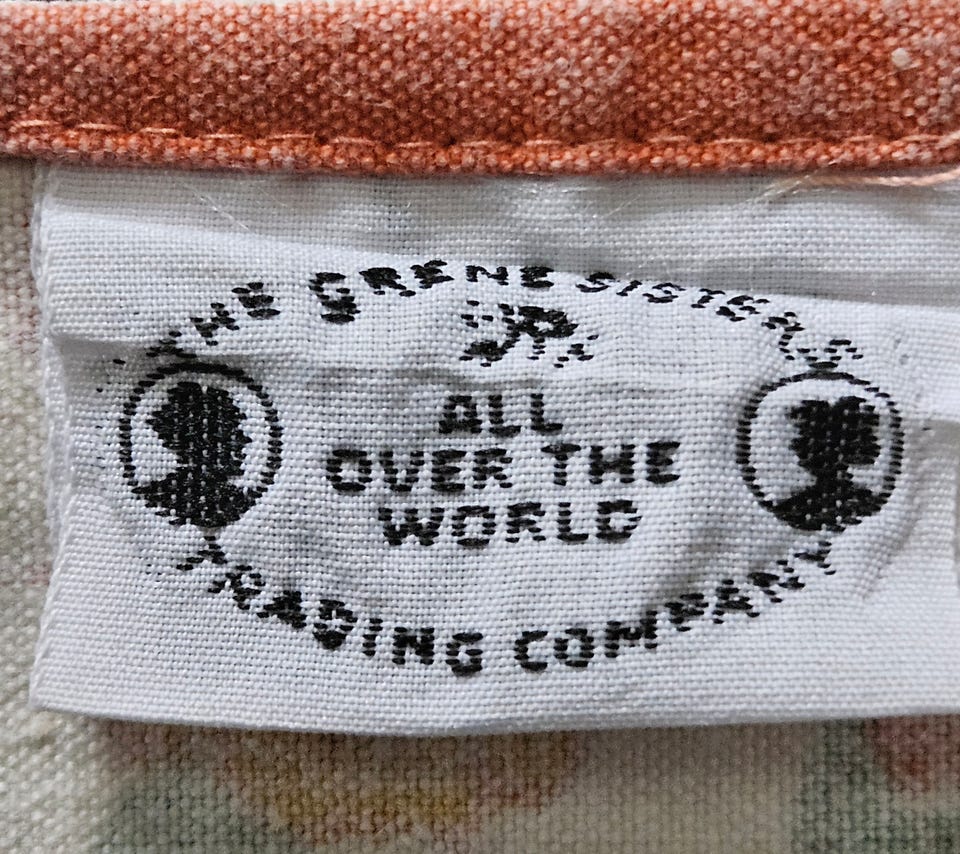 THE GRENE SISTERS
ALL
OVER THE
WORLD
TRADING COMPANY